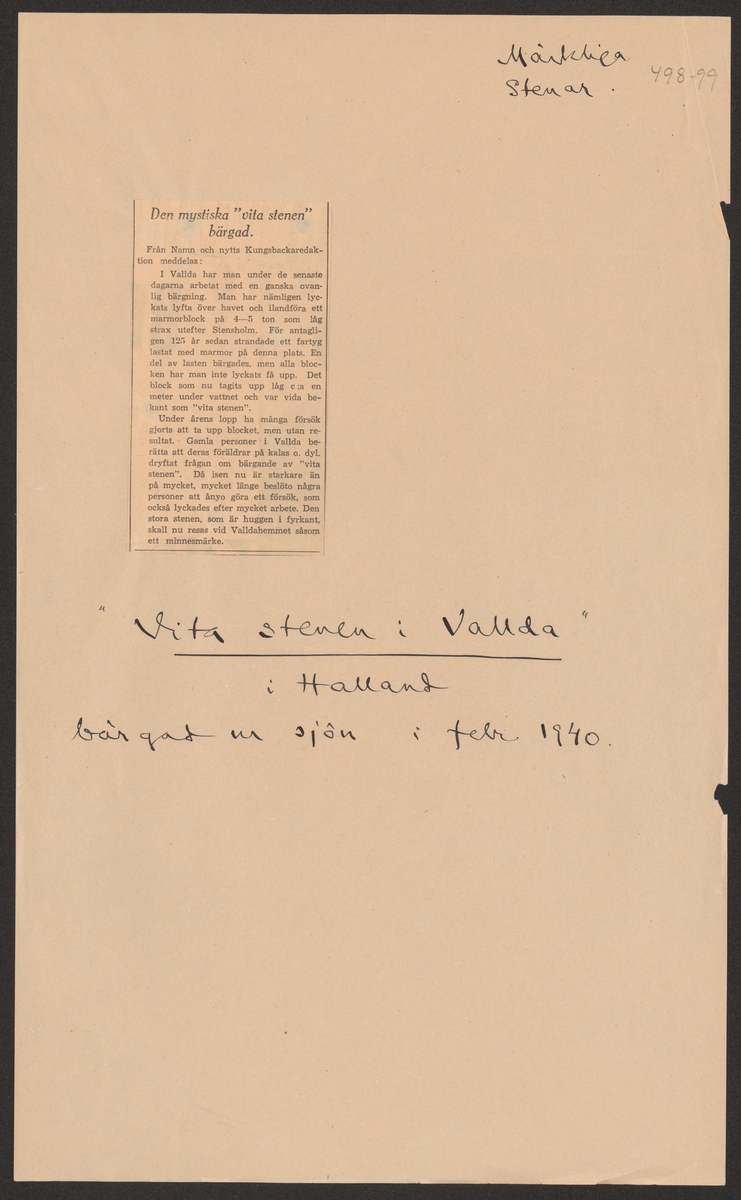 Märkliga
Stenar.
498-99
Den mystiska "vita stenen"
bärgad.
Från Namn och nytts Kungsbackaredak-
tion meddelas:
I Vallda har man under de senaste
dagarna arbetat med en ganska ovan-
lig bärgning. Man har nämligen lyc-
kats lyfta över havet och ilandföra ett
marmorblock på 4—5 ton som låg
strax utefter Stensholm. För antagli-
gen 125 år sedan strandade ett fartyg
lastat med marmor på denna plats. En
del av lasten bärgades, men alla bloc-
ken har man inte lyckats få upp. Det
block som nu tagits upp låg c:a en
meter under vattnet och var vida be-
kant som "vita stenen".
Under årens lopp ha många försök
gjorts att ta upp blocket, men utan re-
sultat. Gamla personer i Vallda be-
rätta att deras föräldrar på kalas o. dyl.
dryftat frågan om bärgande av "vita
stenen". Då isen nu är starkare än
på mycket, mycket länge beslöto några
personer att ånyo göra ett försök, som
också lyckades efter mycket arbete. Den
stora stenen, som är huggen i fyrkant,
skall nu resas vid Valldahemmet såsom
ett minnesmärke.
"Vita stenen i Vallda"
i Halland
bärgad ur sjön i febr. 1940.